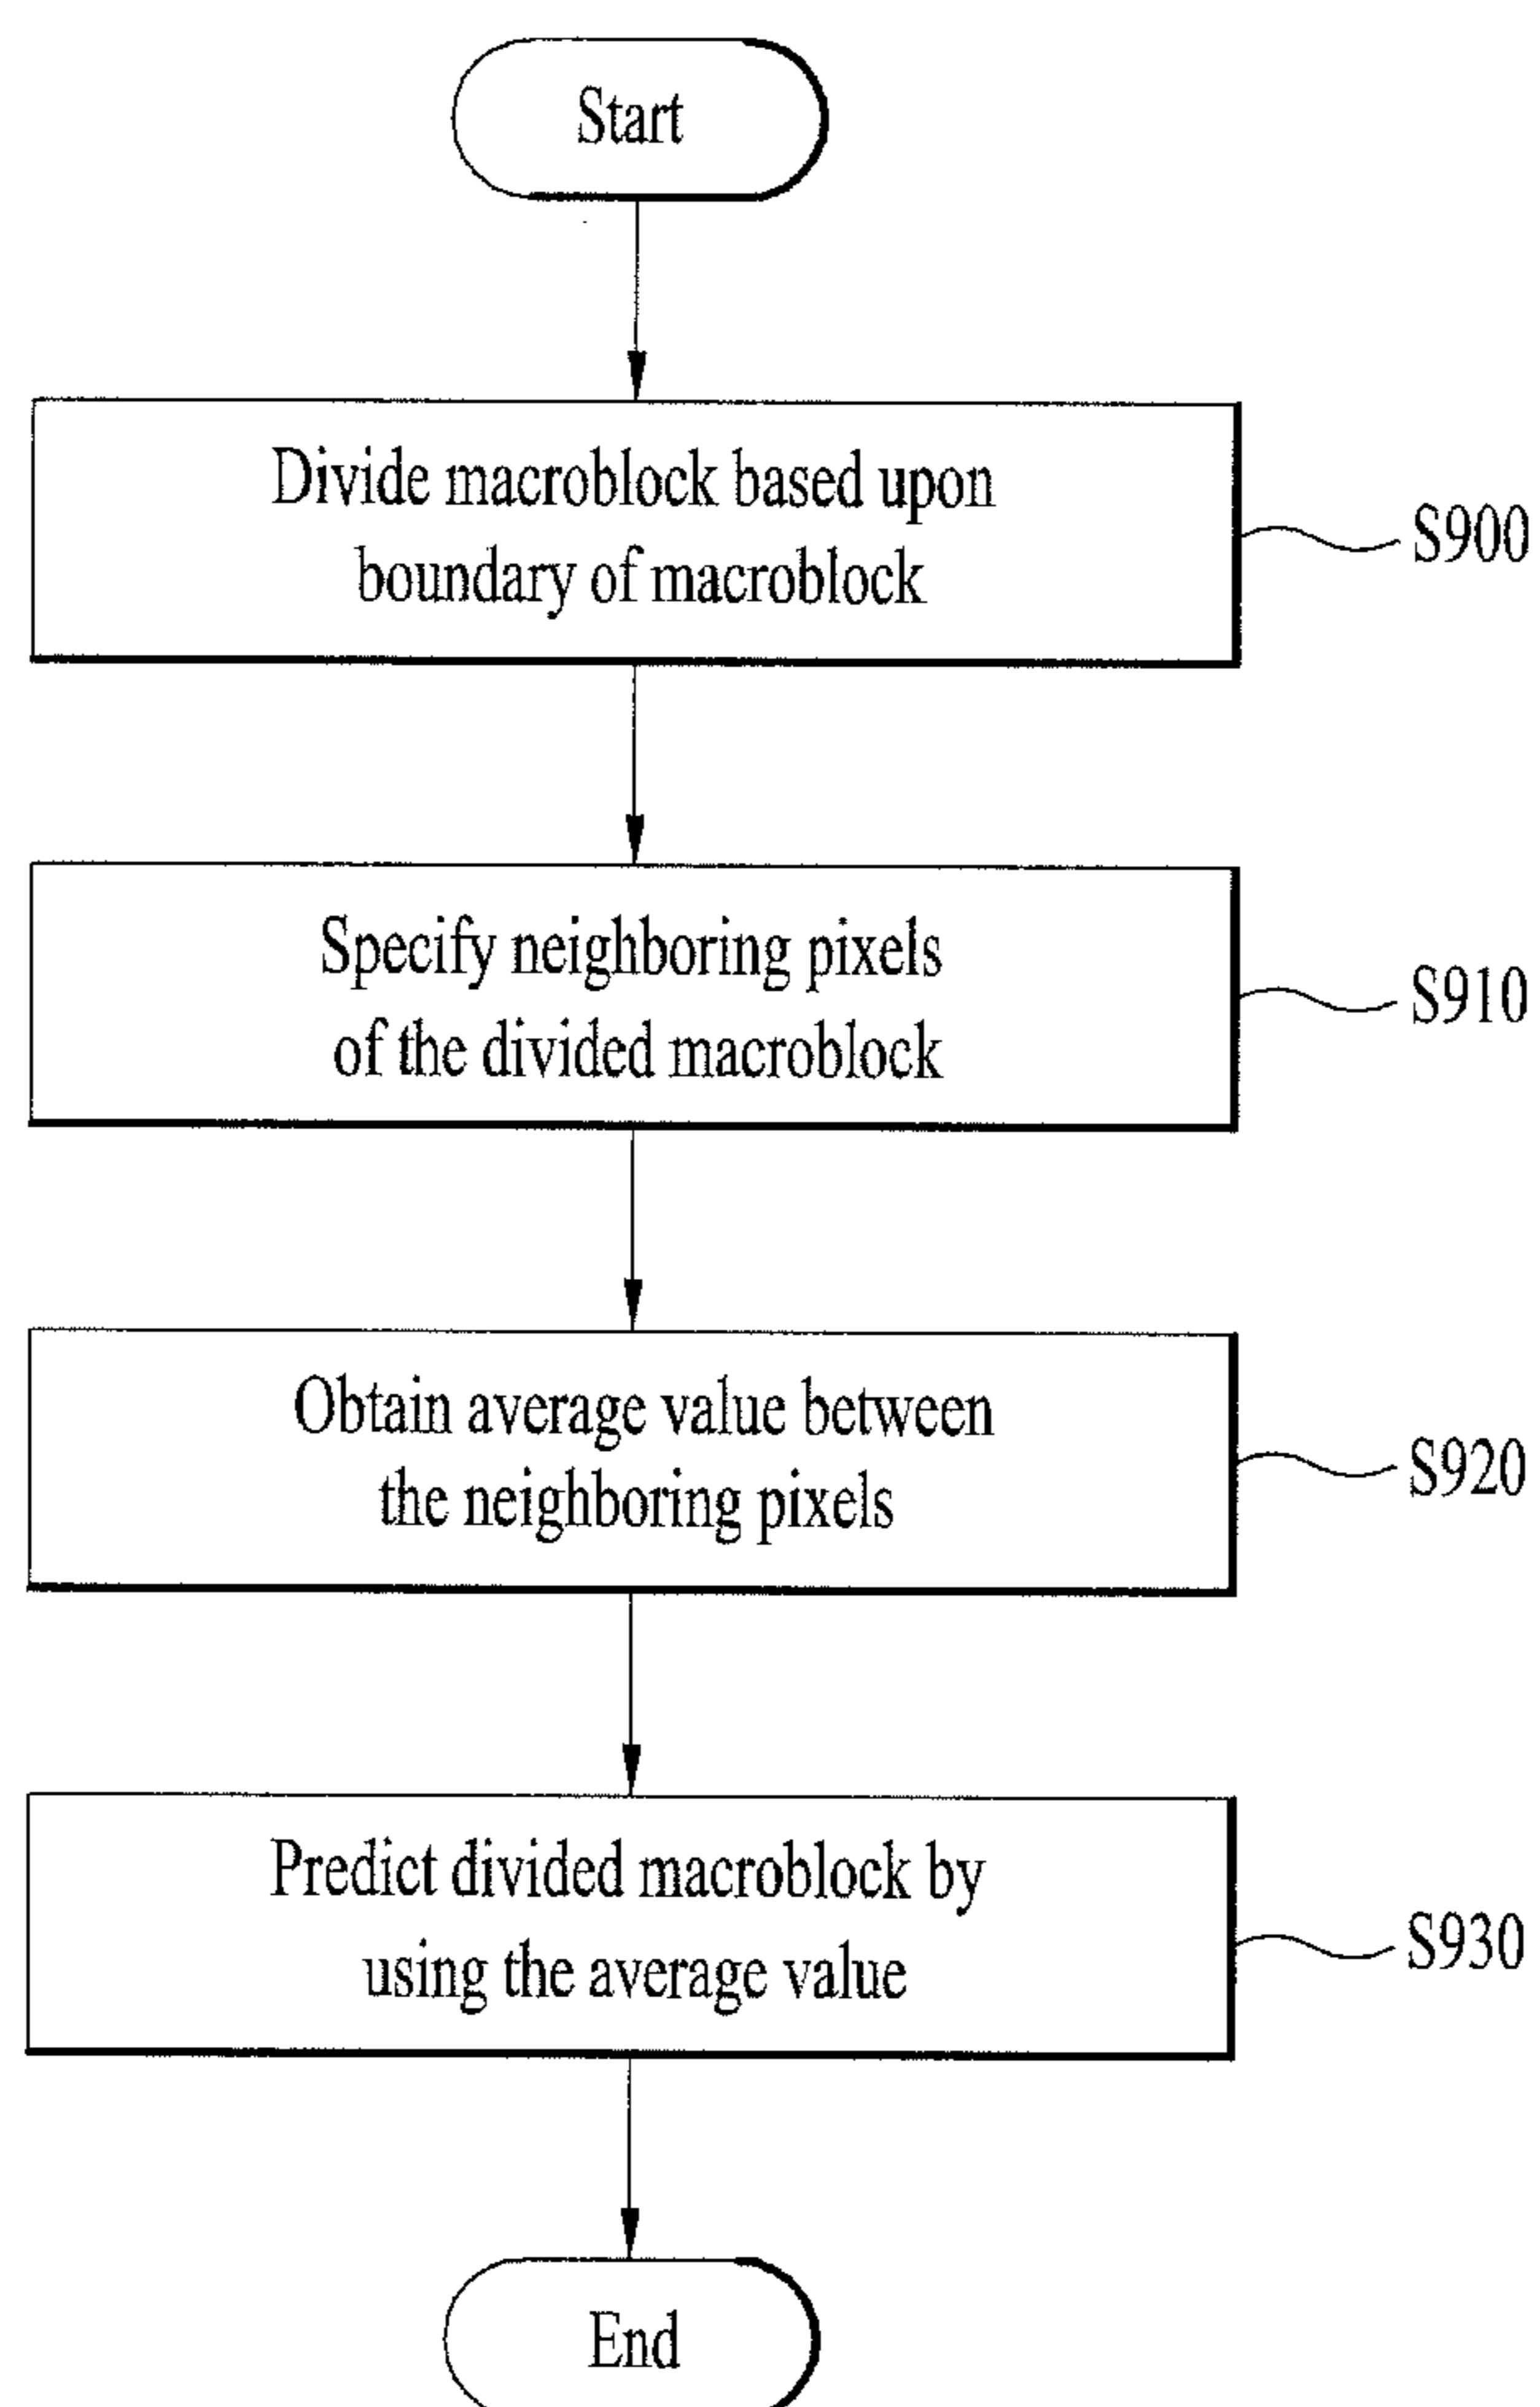 Start
Divide macroblock based upon
boundary of macroblock
S900
Specify neighboring pixels
of the divided macroblock
S910
Obtain average value between
the neighboring pixels
S920
Predict divided macroblock by
using the average value
S930
End